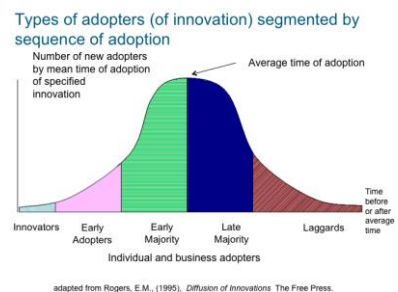 Types of adopters (of innovation) segmented by
sequence of adoption
Number of new adopters
by mean time of adoption
of specified
innovation
Average time of adoption
Time
before
or after
average
time
Innovators
Early
Adopters
Early
Majority
Late
Majority
Laggards
Individual and business adopters
adapted from Rogers, E.M., (1995), Diffusion of Innovations The Free Press.